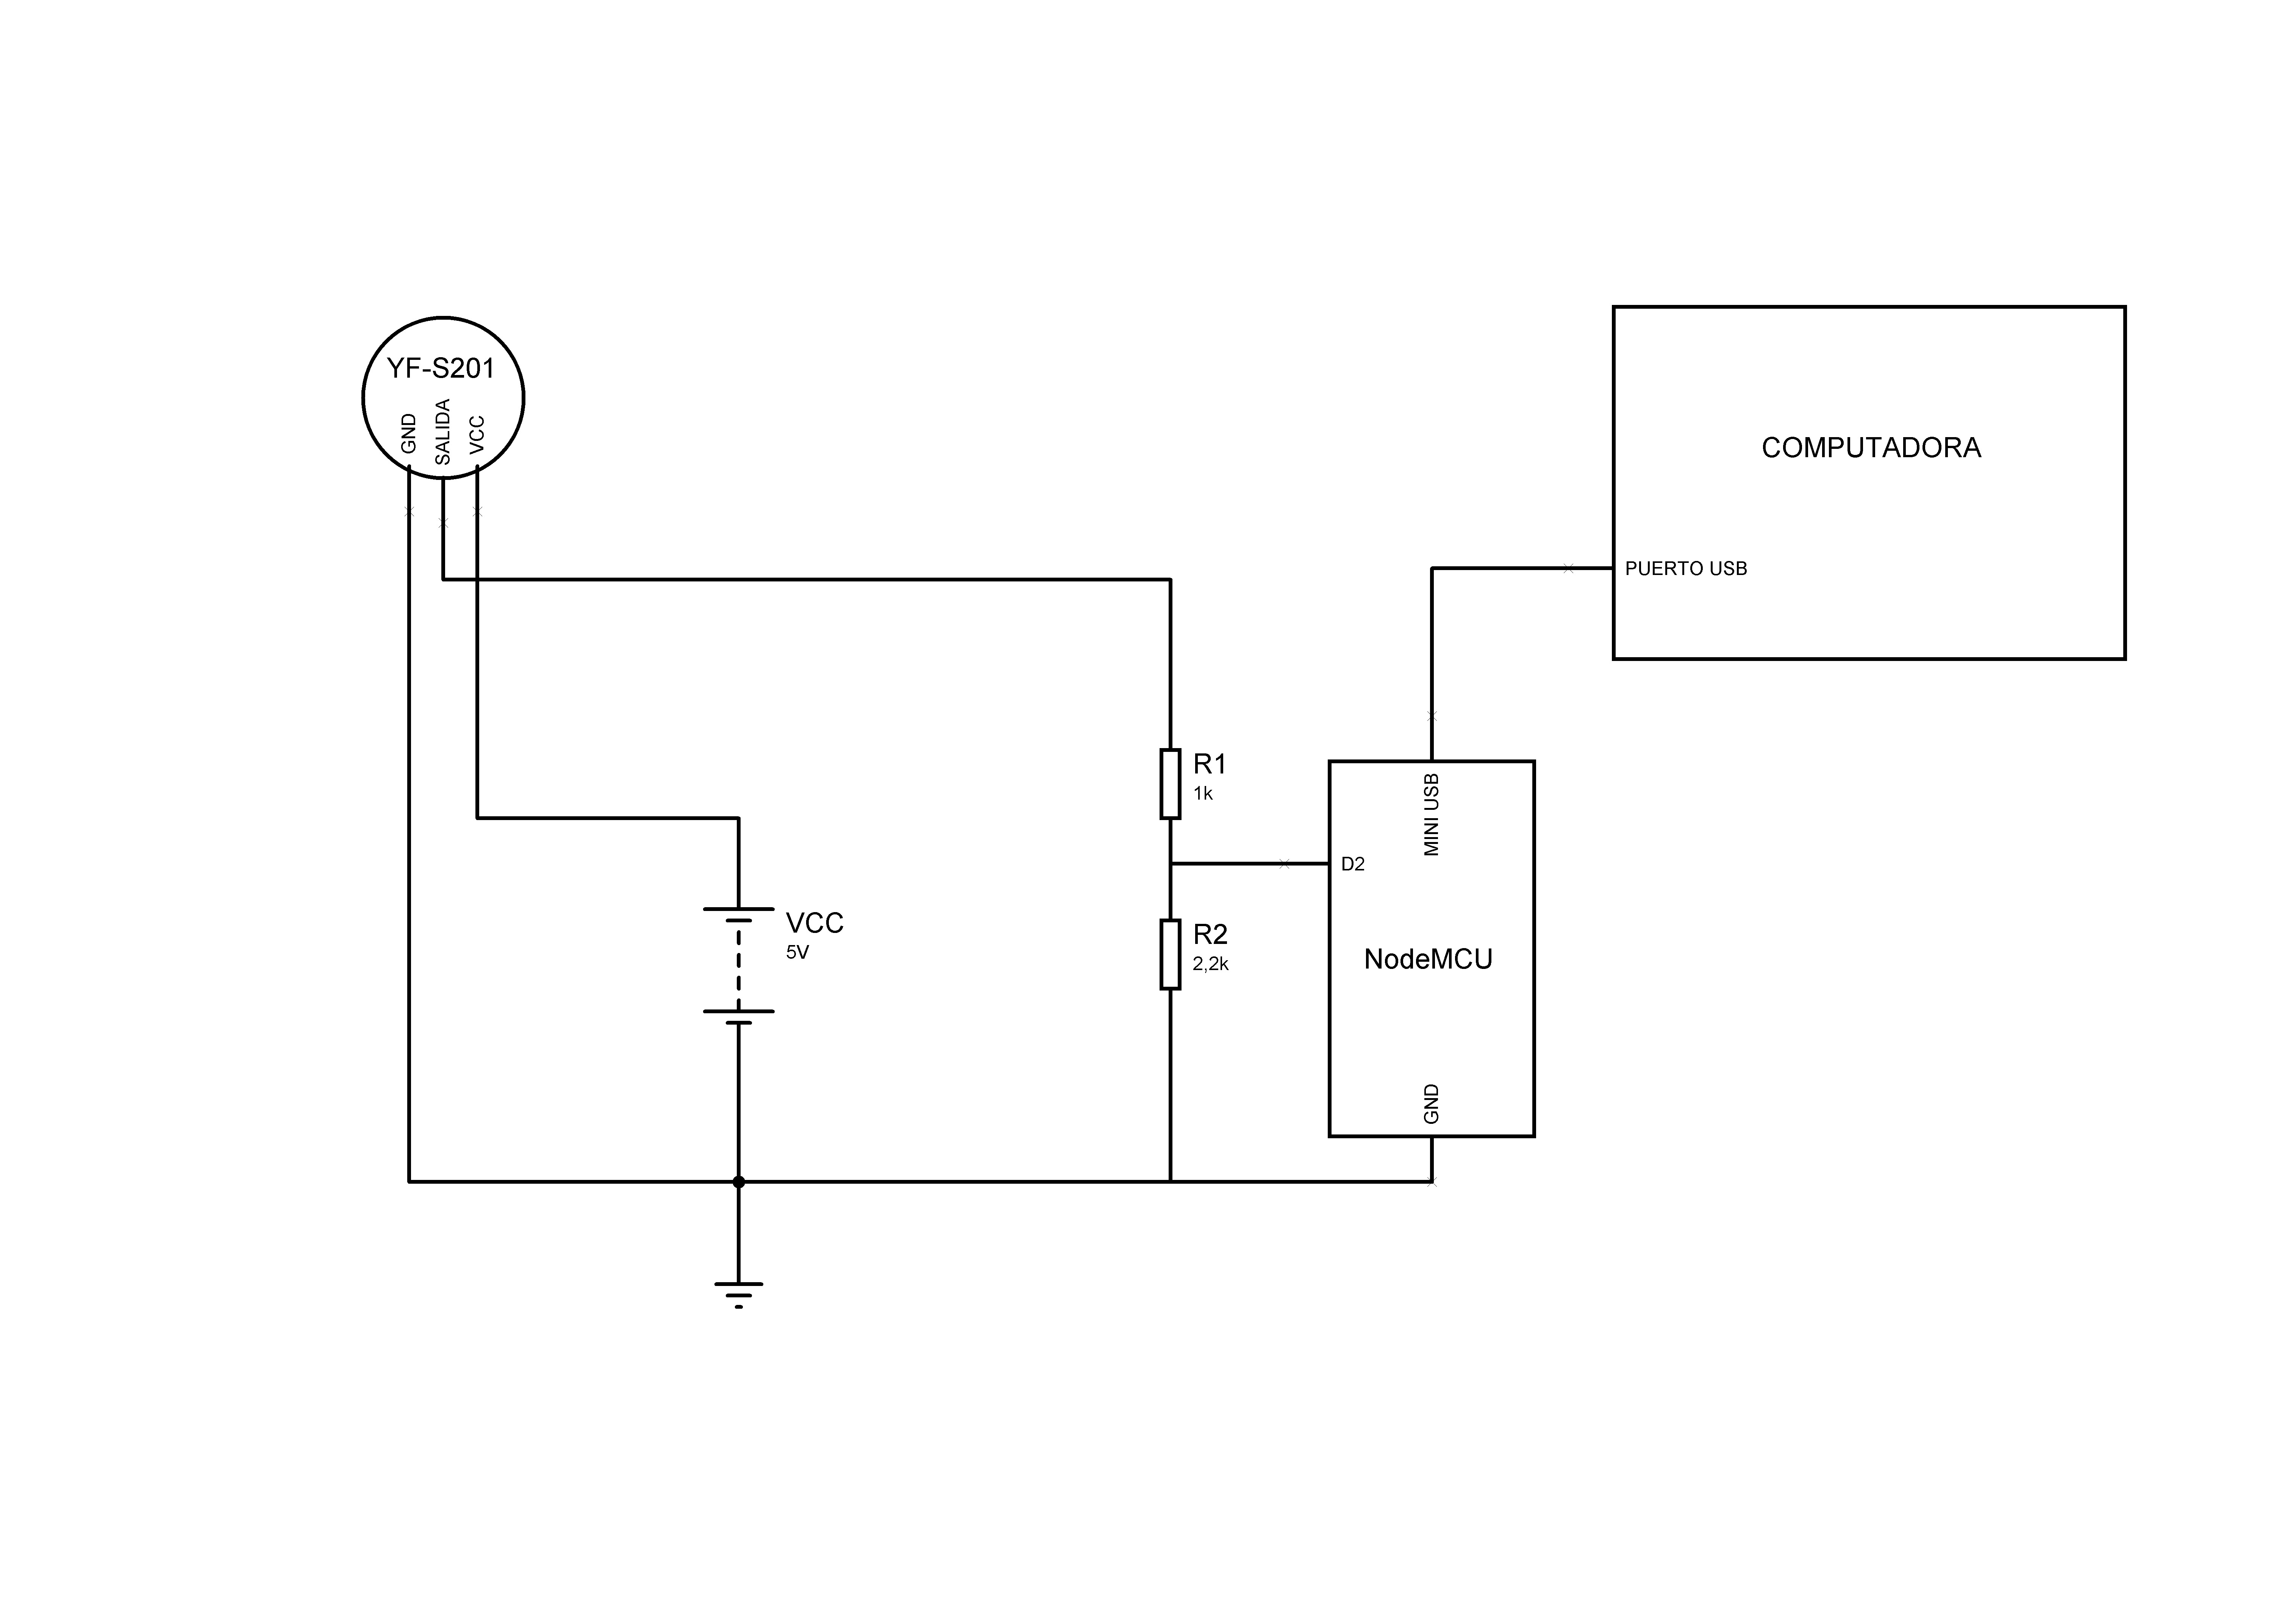 YF-S201
GND
SALIDA
VCC
COMPUTADORA
PUERTO USB
R1
1k
MINI USB
D2
VCC
5V
R2
2,2k
NodeMCU
GND